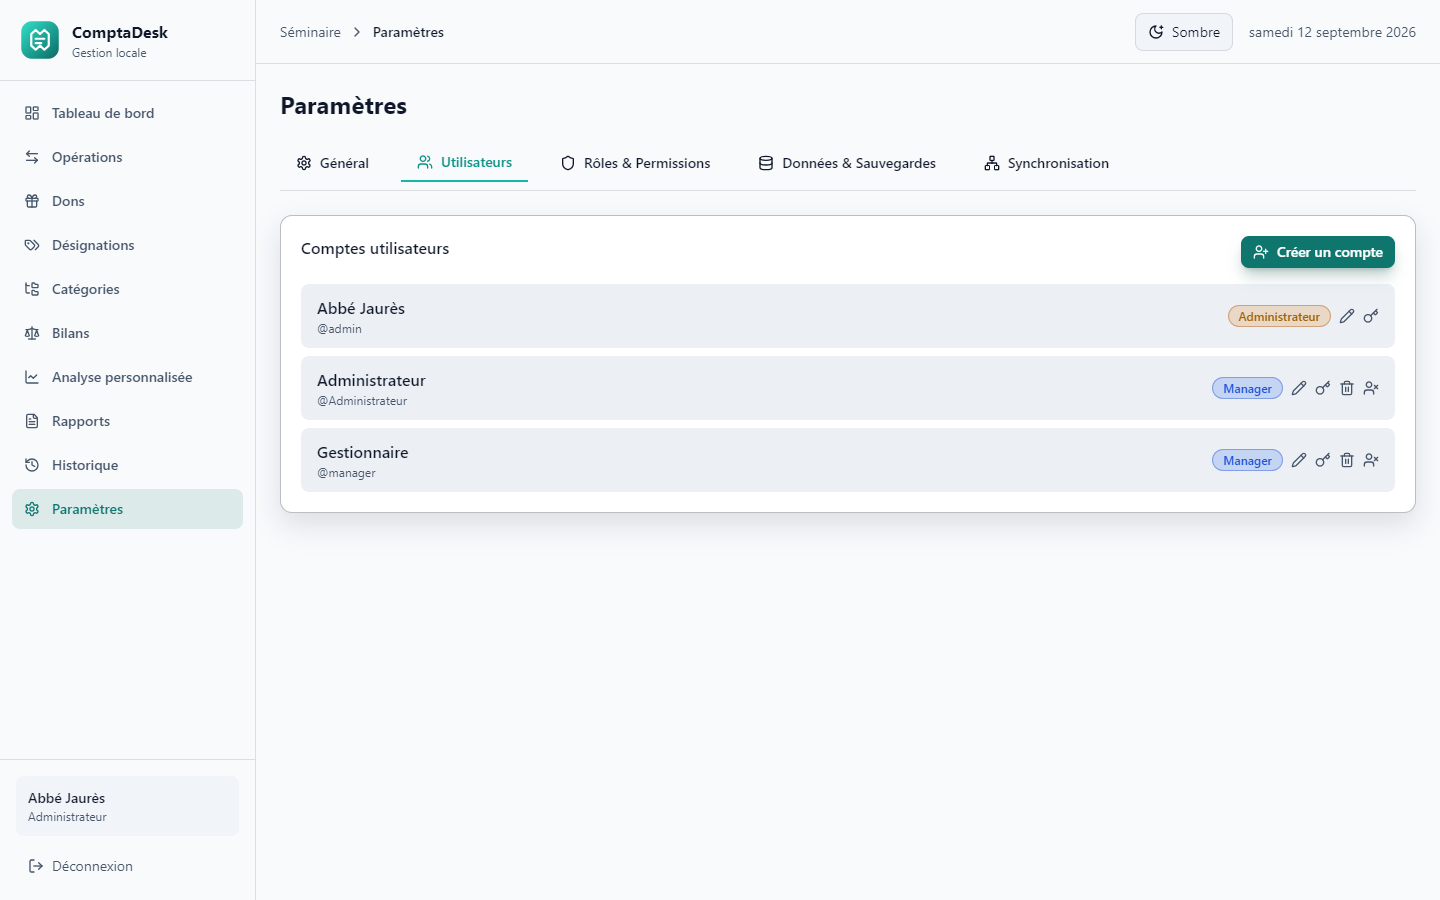 ComptaDesk
Gestion locale
Tableau de bord
Opérations
Dons
Désignations
Catégories
Bilans
Analyse personnalisée
Rapports
Historique
Paramètres
Abbé Jaurès
Administrateur
Déconnexion
Séminaire > Paramètres
Sombre
samedi 12 septembre 2026
Paramètres
Général
Utilisateurs
Rôles & Permissions
Données & Sauvegardes
Synchronisation
Comptes utilisateurs
Créer un compte
Abbé Jaurès
@admin
Administrateur
Administrateur
@Administrateur
Manager
Gestionnaire
@manager
Manager